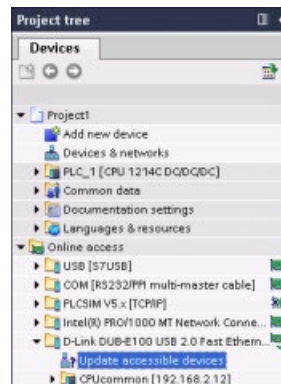 Project tree
Devices
Project1
Add new device
Devices & networks
PLC_1 [CPU 1214C DC/DC/DC]
Common data
Documentation settings
Languages & resources
Online access
USB [S7USB]
COM [RS232/PPI multi-master cable]
PLCSIM V5.x [TCP/IP]
Intel(R) PRO/1000 MT Network Conne...
D-Link DUB-E100 USB 2.0 Fast Ethern...
Update accessible devices
CPUcommon [192.168.2.12]